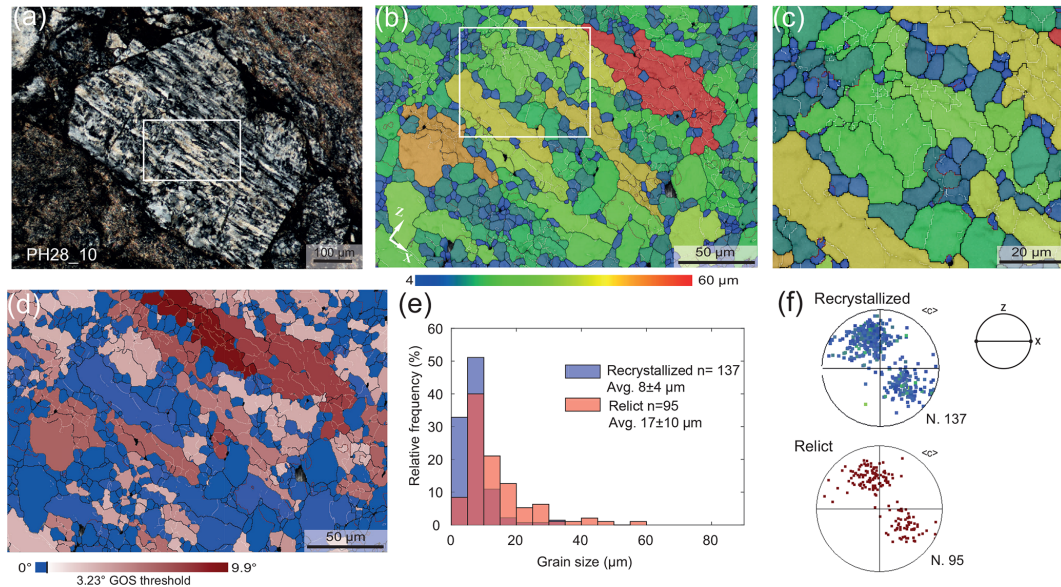 (a)
PH28_10
100 µm
(b)
z
x
50 µm
4
60 µm
(c)
20 µm
(d)
50 µm
0°
9.9°
3.23° GOS threshold
(e)
Relative frequency (%)
60
50
40
30
20
10
0
Recrystallized n= 137
Avg. 8±4 µm
Relict n=95
Avg. 17±10 µm
0
20
40
60
80
Grain size (µm)
(f)
Recrystallized
<c>
N. 137
z
x
Relict
<c>
N. 95